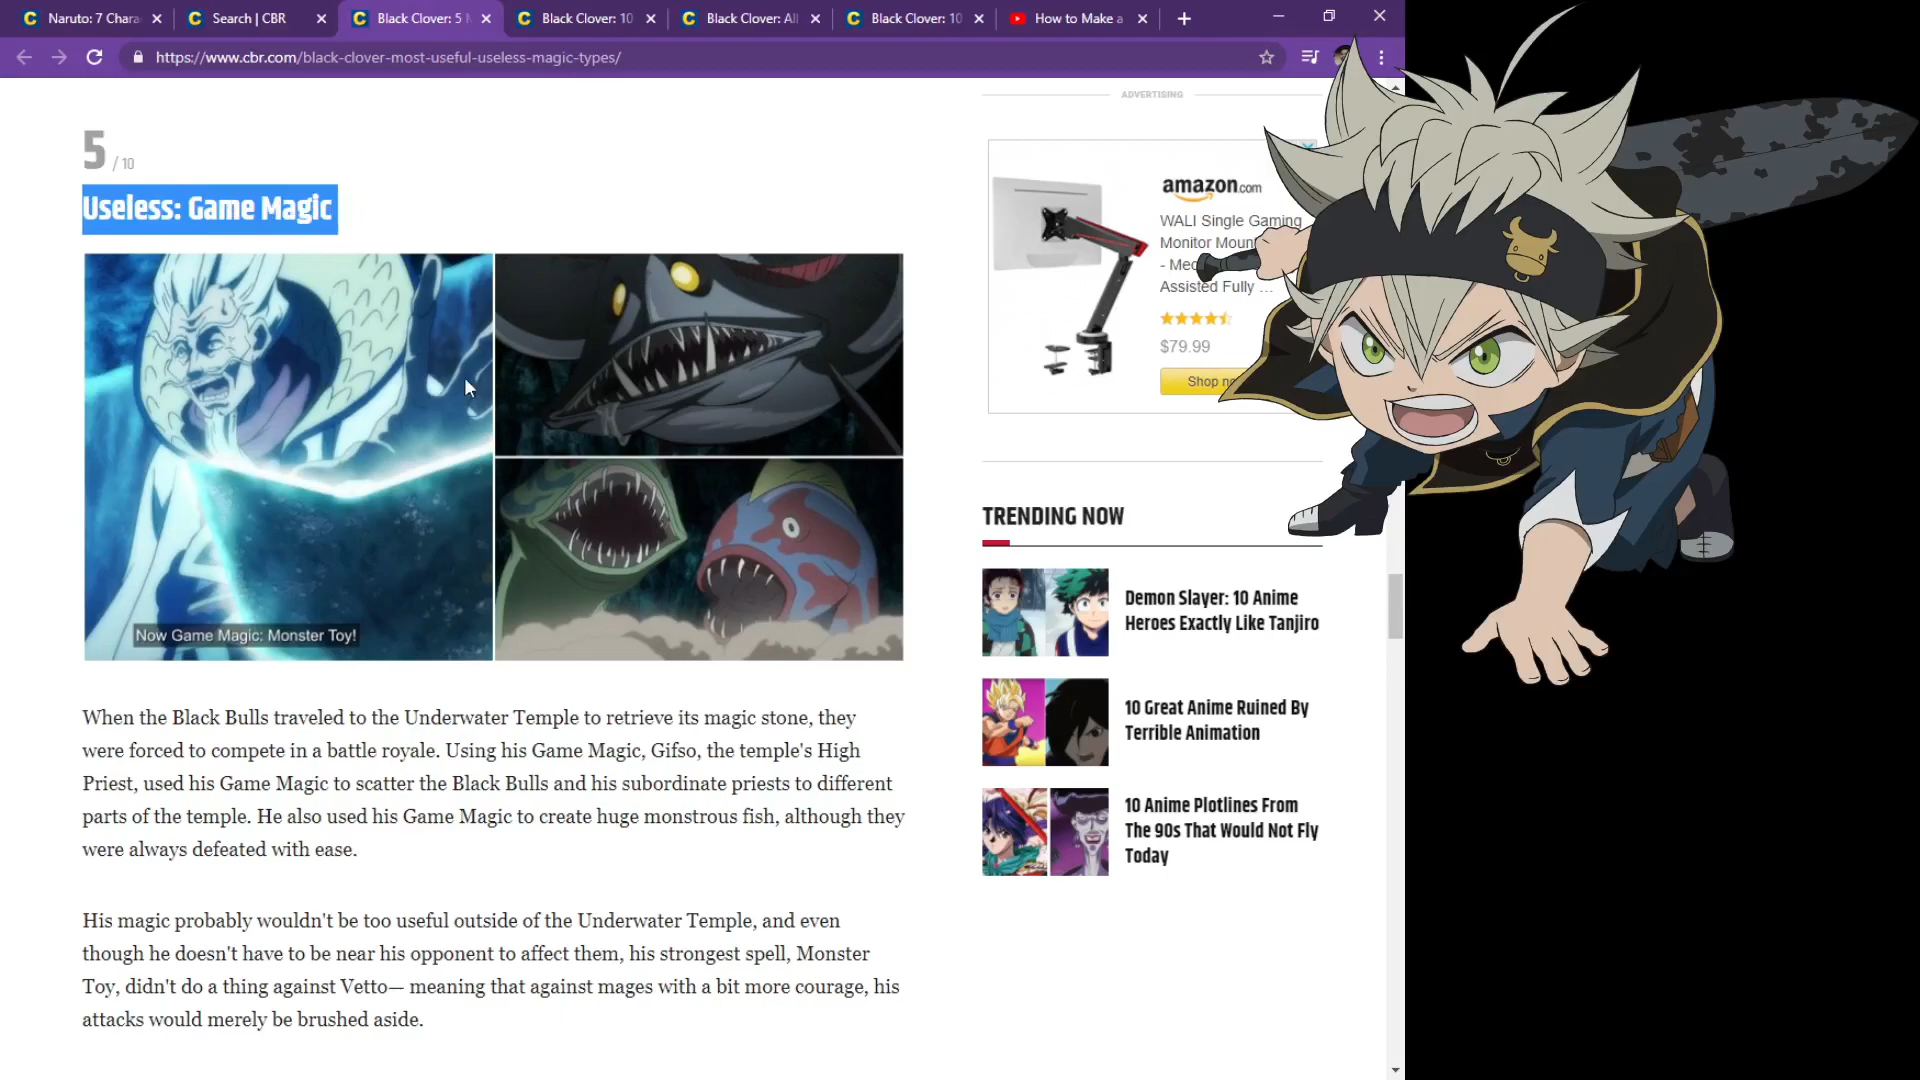 Naruto: 7 Chara
Search | CBR
Black Clover: 5
Black Clover: 10
Black Clover: All
Black Clover: 10
How to Make a
https://www.cbr.com/black-clover-most-useful-useless-magic-types/
5 / 10
Useless: Game Magic
Now Game Magic: Monster Toy!
When the Black Bulls traveled to the Underwater Temple to retrieve its magic stone, they
were forced to compete in a battle royale. Using his Game Magic, Gifso, the temple's High
Priest, used his Game Magic to scatter the Black Bulls and his subordinate priests to different
parts of the temple. He also used his Game Magic to create huge monstrous fish, although they
were always defeated with ease.
His magic probably wouldn't be too useful outside of the Underwater Temple, and even
though he doesn't have to be near his opponent to affect them, his strongest spell, Monster
Toy, didn't do a thing against Vetto— meaning that against mages with a bit more courage, his
attacks would merely be brushed aside.
ADVERTISING
amazon.com
WALI Single Gaming
Monitor Moun
- Mec
Assisted Fully ...
$79.99
Shop
TRENDING NOW
Demon Slayer: 10 Anime
Heroes Exactly Like Tanjiro
10 Great Anime Ruined By
Terrible Animation
10 Anime Plotlines From
The 90s That Would Not Fly
Today